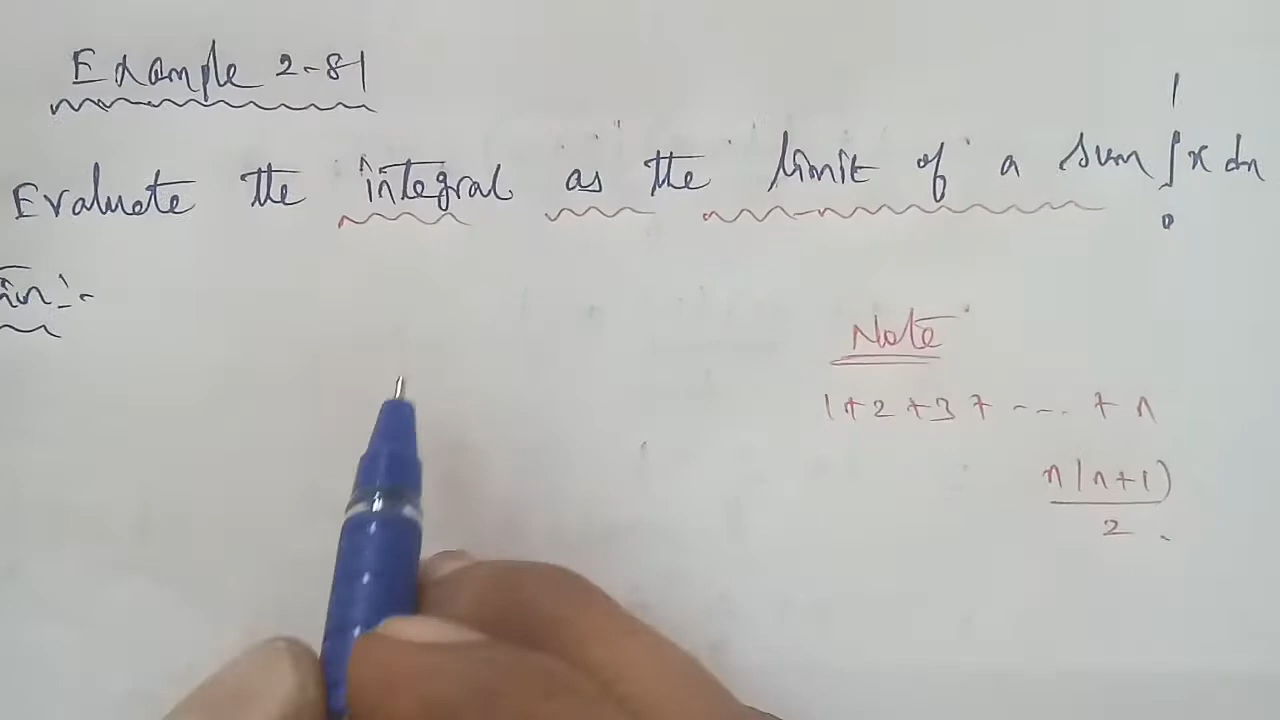 Example 2.81
Evaluate the integral as the limit of a sum ∫₀¹ x dx
:-
Note
1+2+3+ ... + n
n(n+1)
2